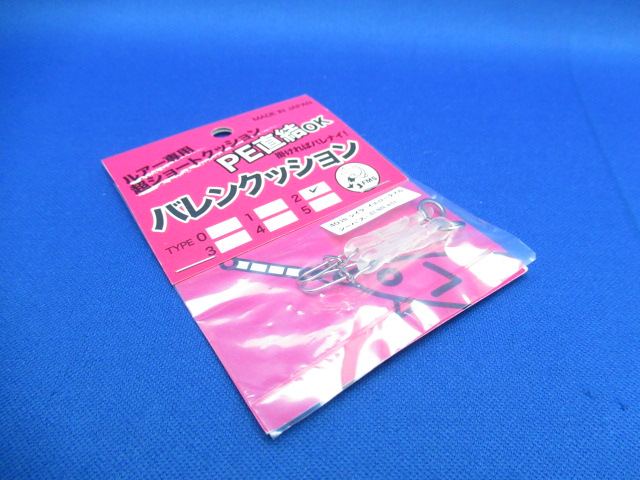 MADE IN JAPAN
ルアー専用
超ショートクッション
PE直結OK
掛ければバレナイ!
バレンクッション
FMS
TYPE 0 1 2
3 4 5